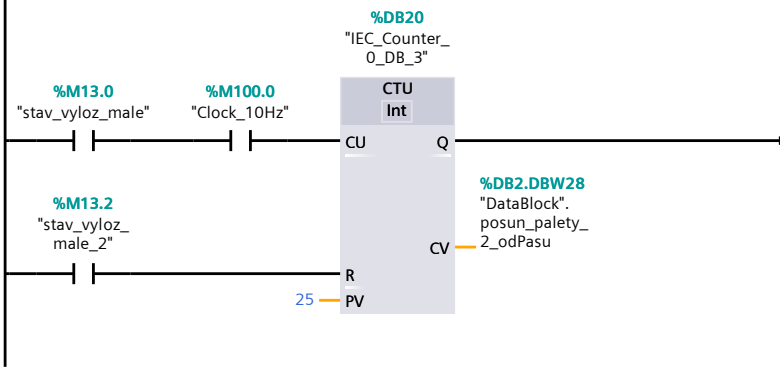 %DB20
"IEC_Counter_
0_DB_3"
%M13.0
"stav_vyloz_male"
%M100.0
"Clock_10Hz"
CTU
Int
CU
Q
%DB2.DBW28
"DataBlock".
posun_palety_
2_odPasu
CV
%M13.2
"stav_vyloz_
male_2"
R
25
PV